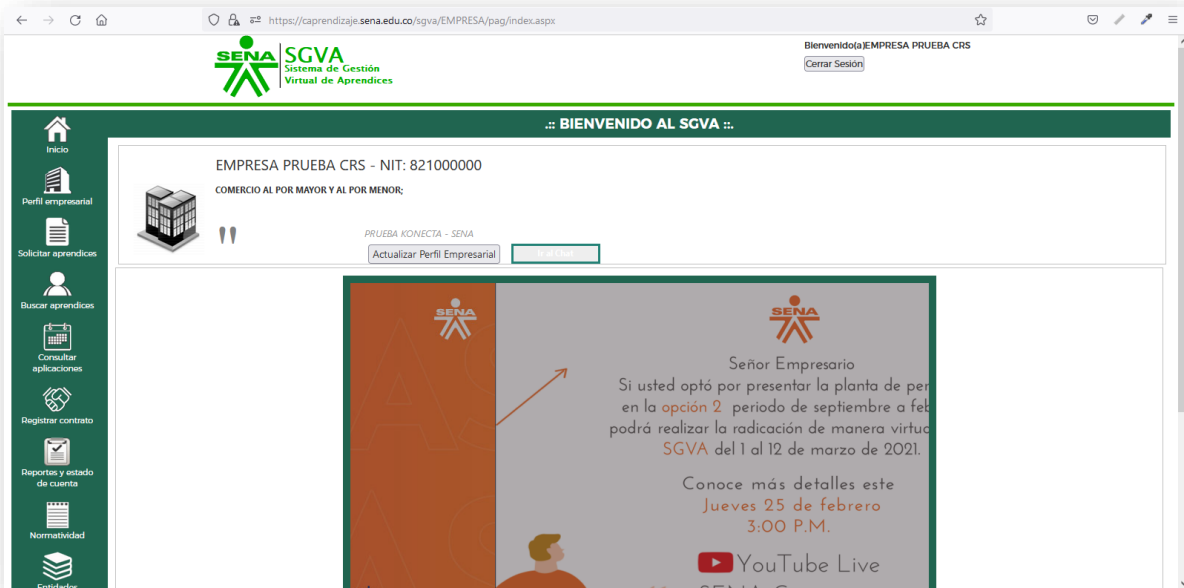 https://caprendizaje.sena.edu.co/sgva/EMPRESA/pag/index.aspx
SENA
SGVA
Sistema de Gestión
Virtual de Aprendices
Bienvenido(a)EMPRESA PRUEBA CRS
Cerrar Sesión
.:: BIENVENIDO AL SGVA ::.
Inicio
Perfil empresarial
Solicitar aprendices
Buscar aprendices
Consultar
aplicaciones
Registrar contrato
Reportes y estado
de cuenta
Normatividad
Entidades
EMPRESA PRUEBA CRS - NIT: 821000000
COMERCIO AL POR MAYOR Y AL POR MENOR;
"
PRUEBA KONECTA - SENA
Actualizar Perfil Empresarial
Ir al Chat
SENA
SENA
Señor Empresario
Si usted optó por presentar la planta de per
en la opción 2 periodo de septiembre a feb
podrá realizar la radicación de manera virtua
SGVA del 1 al 12 de marzo de 2021.
Conoce más detalles este
Jueves 25 de febrero
3:00 P.M.
YouTube Live